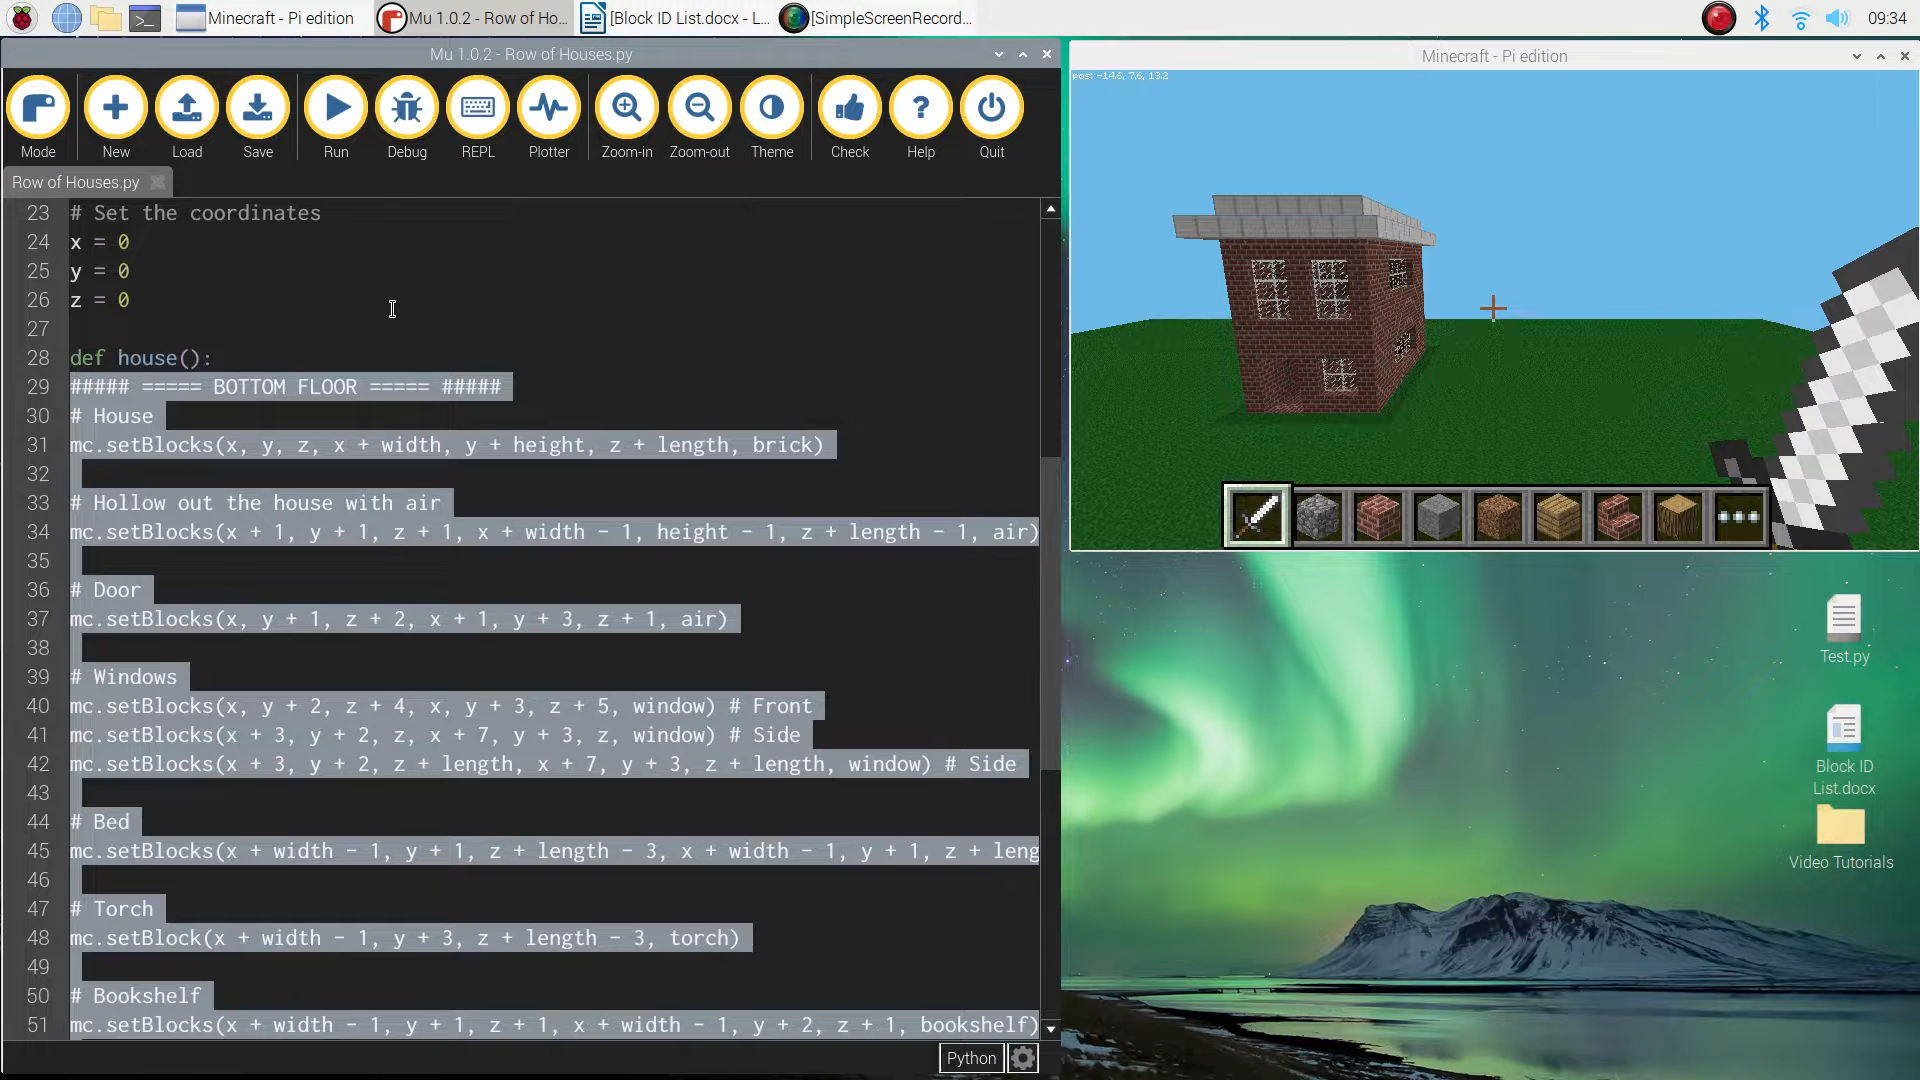 Minecraft - Pi edition
Mu 1.0.2 - Row of Ho...
[Block ID List.docx - L...
[SimpleScreenRecord...
09:34
Mu 1.0.2 - Row of Houses.py
Mode
New
Load
Save
Run
Debug
REPL
Plotter
Zoom-in
Zoom-out
Theme
Check
Help
Quit
Row of Houses.py
23 # Set the coordinates
24 x = 0
25 y = 0
26 z = 0
27
28 def house():
29 ##### ===== BOTTOM FLOOR ===== #####
30 # House
31 mc.setBlocks(x, y, z, x + width, y + height, z + length, brick)
32
33 # Hollow out the house with air
34 mc.setBlocks(x + 1, y + 1, z + 1, x + width - 1, height - 1, z + length - 1, air)
35
36 # Door
37 mc.setBlocks(x, y + 1, z + 2, x + 1, y + 3, z + 1, air)
38
39 # Windows
40 mc.setBlocks(x, y + 2, z + 4, x, y + 3, z + 5, window) # Front
41 mc.setBlocks(x + 3, y + 2, z, x + 7, y + 3, z, window) # Side
42 mc.setBlocks(x + 3, y + 2, z + length, x + 7, y + 3, z + length, window) # Side
43
44 # Bed
45 mc.setBlocks(x + width - 1, y + 1, z + length - 3, x + width - 1, y + 1, z + leng
46
47 # Torch
48 mc.setBlock(x + width - 1, y + 3, z + length - 3, torch)
49
50 # Bookshelf
51 mc.setBlocks(x + width - 1, y + 1, z + 1, x + width - 1, y + 2, z + 1, bookshelf)
Python
Minecraft - Pi edition
pos: -14.6, 7.6, 13.2
Test.py
Block ID
List.docx
Video Tutorials